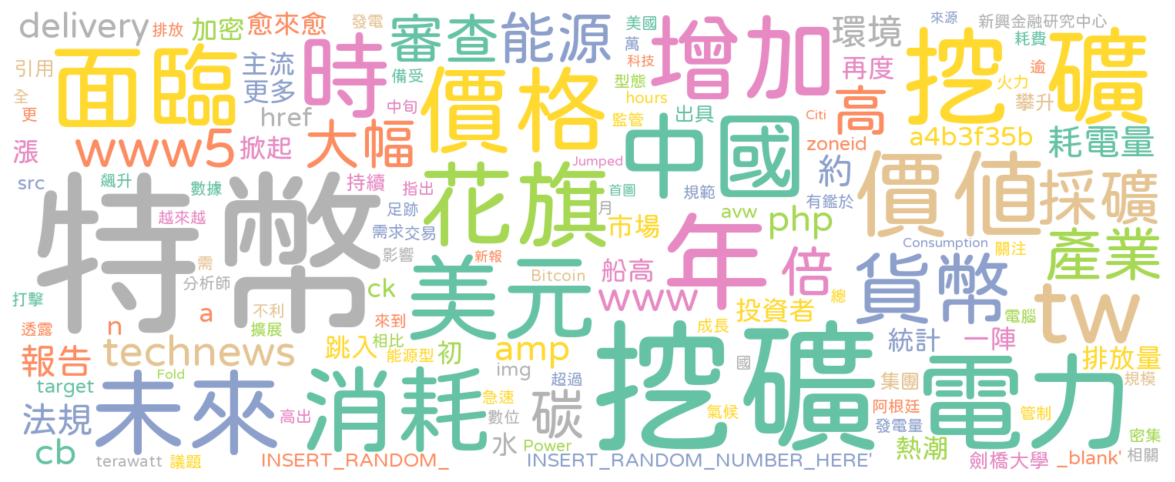 delivery 排放 加密 愈來愈 發電 審查 能源 美國 來源 新興金融研究中心
面臨 時 增加 環境 挖礦 耗費
引用 主流 備受 價格 萬 科技 型態 再度 火力 逾
全 更多 中旬 hours 出具 高 攀升
更 href 監管 Citi
www5 掀起 大幅 中國 zoneid a4b3f35b 耗電量
漲 Jumped 約 價值
src 飆升 數據 持續 指出 花旗 首圖 規範 有鑑於 採礦
特幣 越來越 足跡 月 市場 avw php
需求 交易 年 Consumption 產業
需 影響 新報 關注
分析師 美元 Bitcoin 船高 倍 貨幣
打擊 不利 ck www 總 tw
n a 擴展 來到 投資者 電腦
透露 跳入 相比 成長 統計 一陣
報告 technews 能源型 初 amp 挖礦 排放量
target Fold img 國 電力
未來 消耗 急速 超過 集團 規模
法規 高出 數位 碳 氣候 阿根廷 管制
水 發電量 密集
cb terawatt 議題 Power 熱潮 相關
INSERT_RANDOM_ INSERT_RANDOM_NUMBER_HERE' 劍橋大學 _blank'